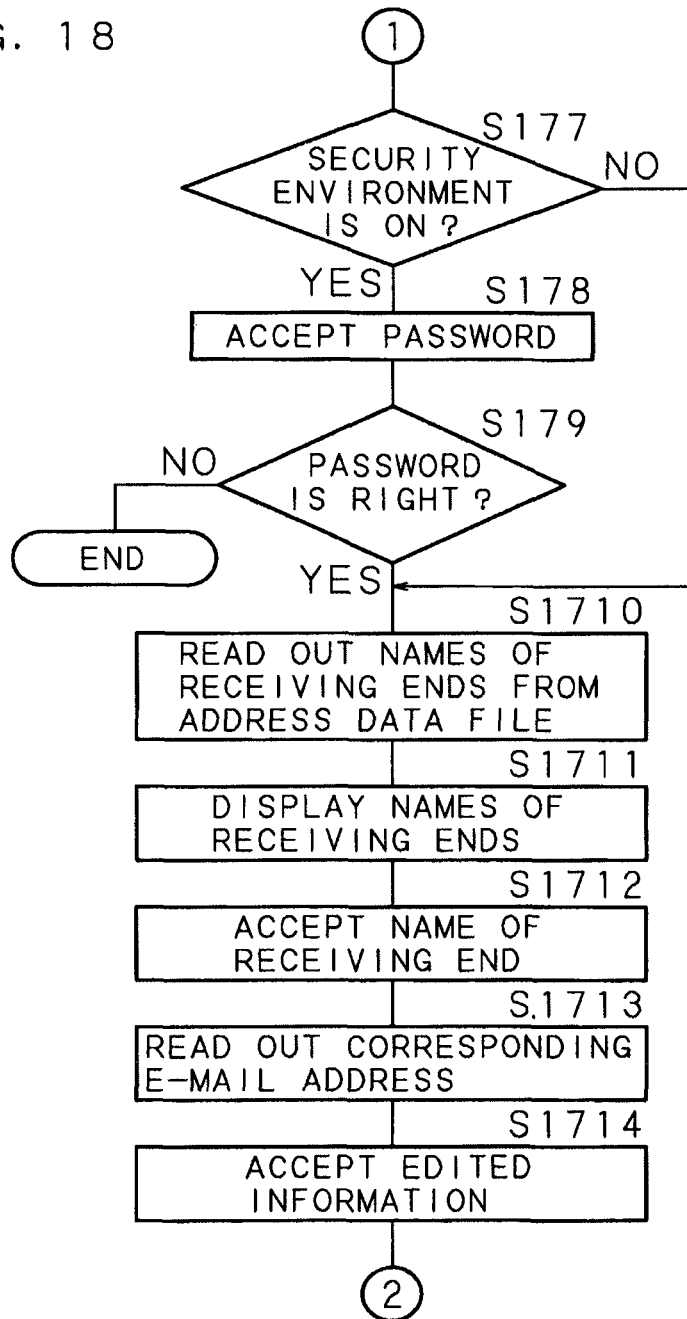 G. 18
1
S177
SECURITY
ENVIRONMENT
IS ON?
NO
YES
S178
ACCEPT PASSWORD
S179
NO
PASSWORD
IS RIGHT?
END
YES
S1710
READ OUT NAMES OF
RECEIVING ENDS FROM
ADDRESS DATA FILE
S1711
DISPLAY NAMES OF
RECEIVING ENDS
S1712
ACCEPT NAME OF
RECEIVING END
S.1713
READ OUT CORRESPONDING
E-MAIL ADDRESS
S1714
ACCEPT EDITED
INFORMATION
2